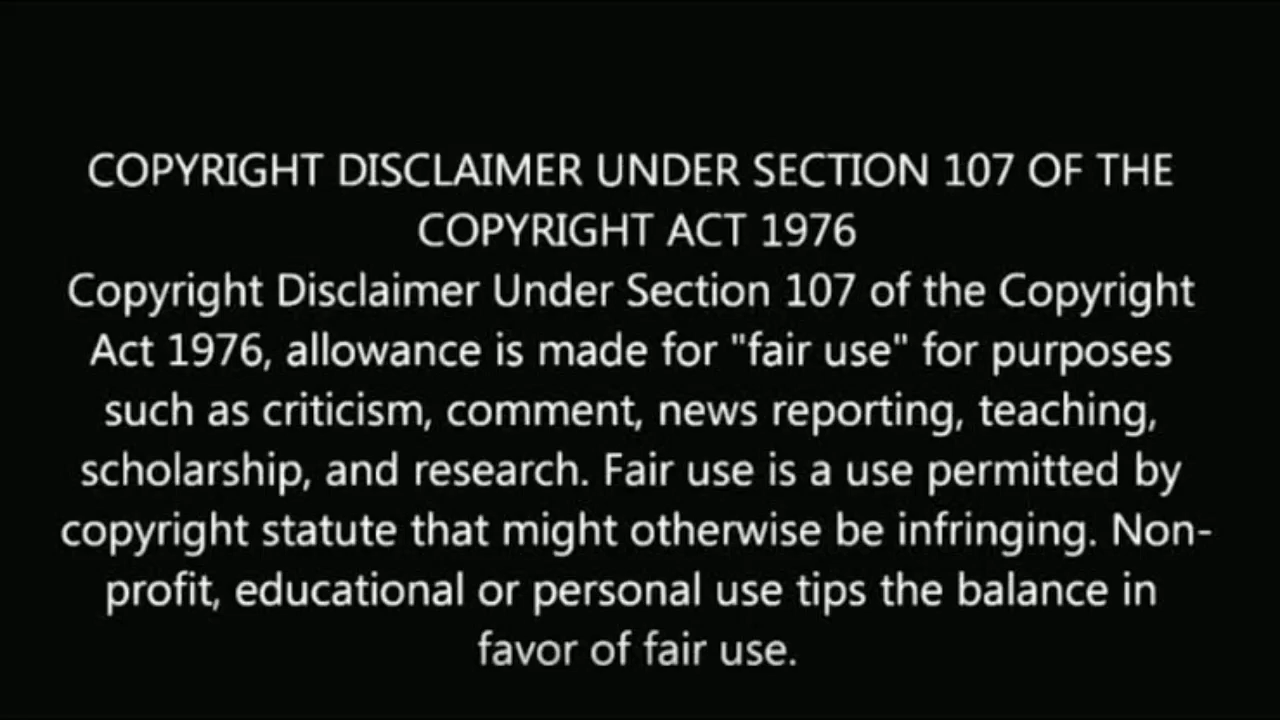 COPYRIGHT DISCLAIMER UNDER SECTION 107 OF THE
COPYRIGHT ACT 1976
Copyright Disclaimer Under Section 107 of the Copyright
Act 1976, allowance is made for "fair use" for purposes
such as criticism, comment, news reporting, teaching,
scholarship, and research. Fair use is a use permitted by
copyright statute that might otherwise be infringing. Non-
profit, educational or personal use tips the balance in
favor of fair use.